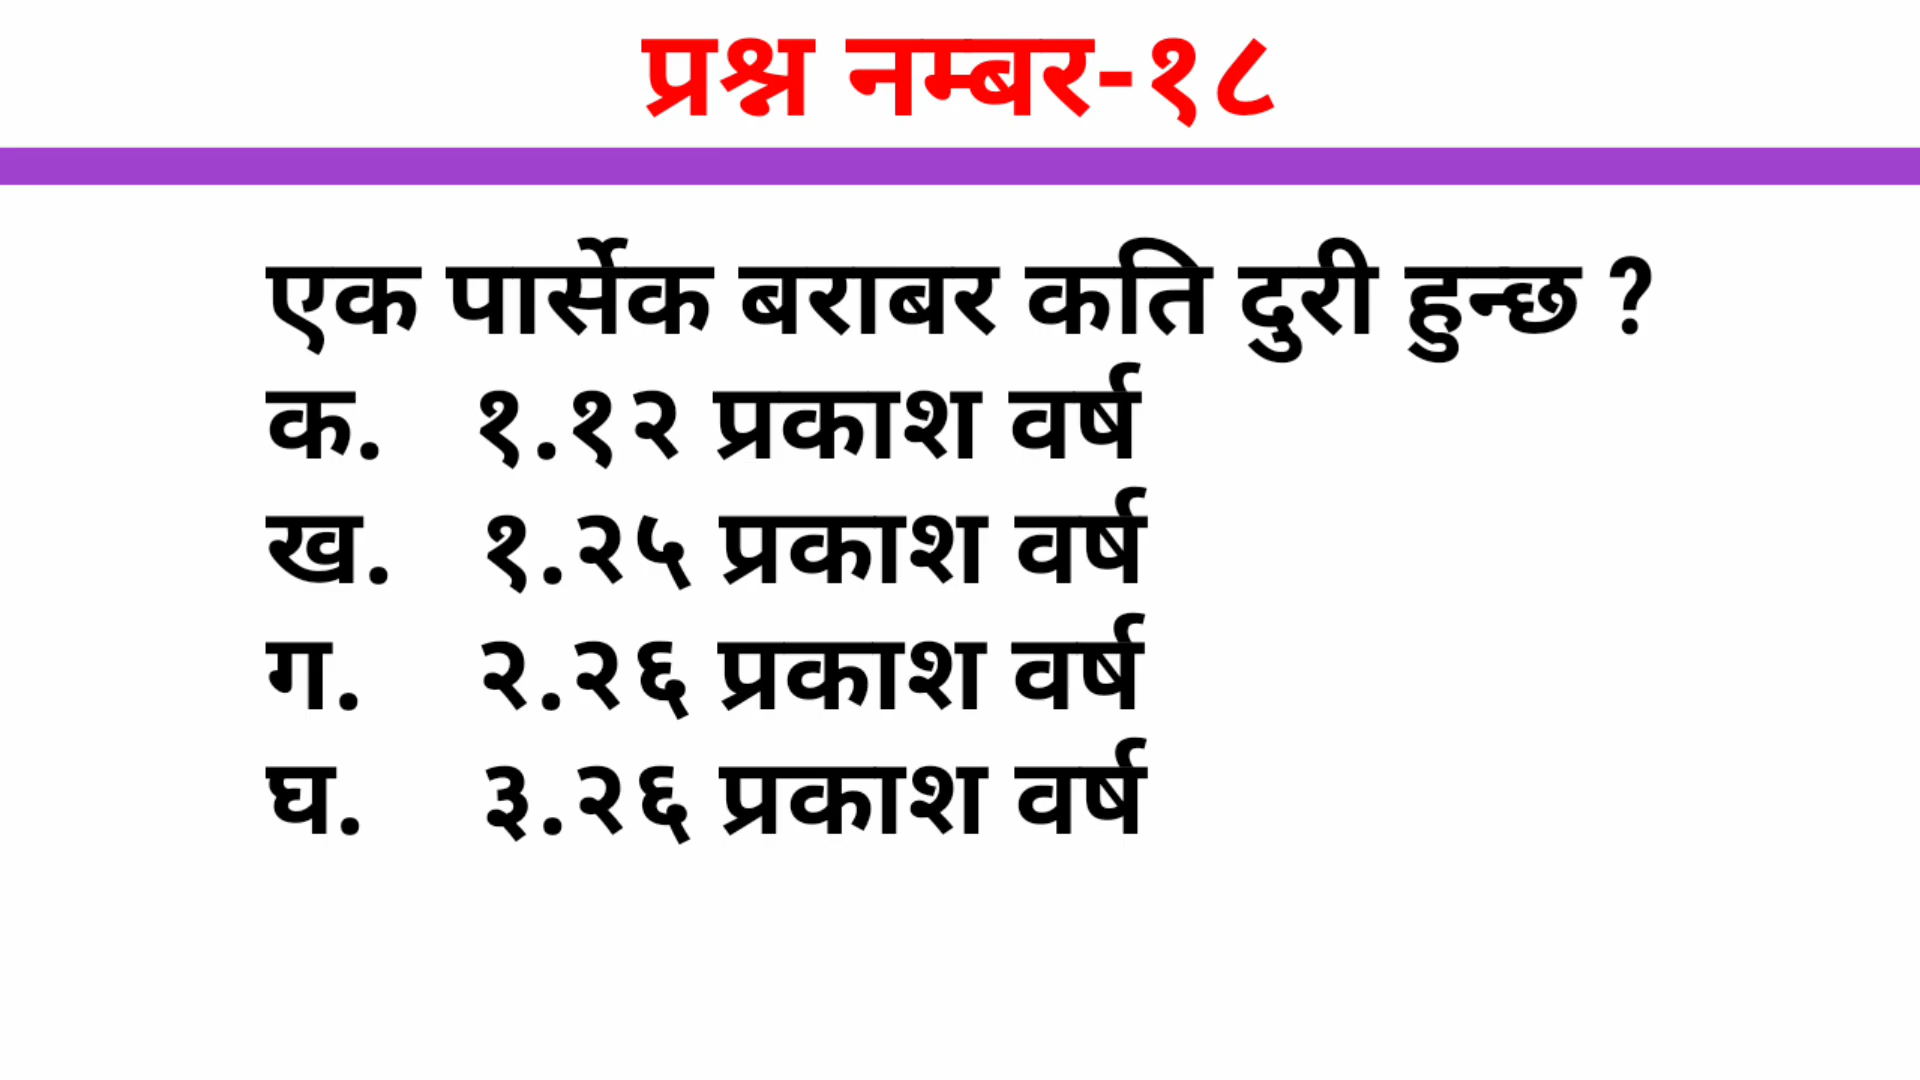 प्रश्न नम्बर-१८
एक पार्सेक बराबर कति दुरी हुन्छ ?
क. १.१२ प्रकाश वर्ष
ख. १.२५ प्रकाश वर्ष
ग. २.२६ प्रकाश वर्ष
घ. ३.२६ प्रकाश वर्ष